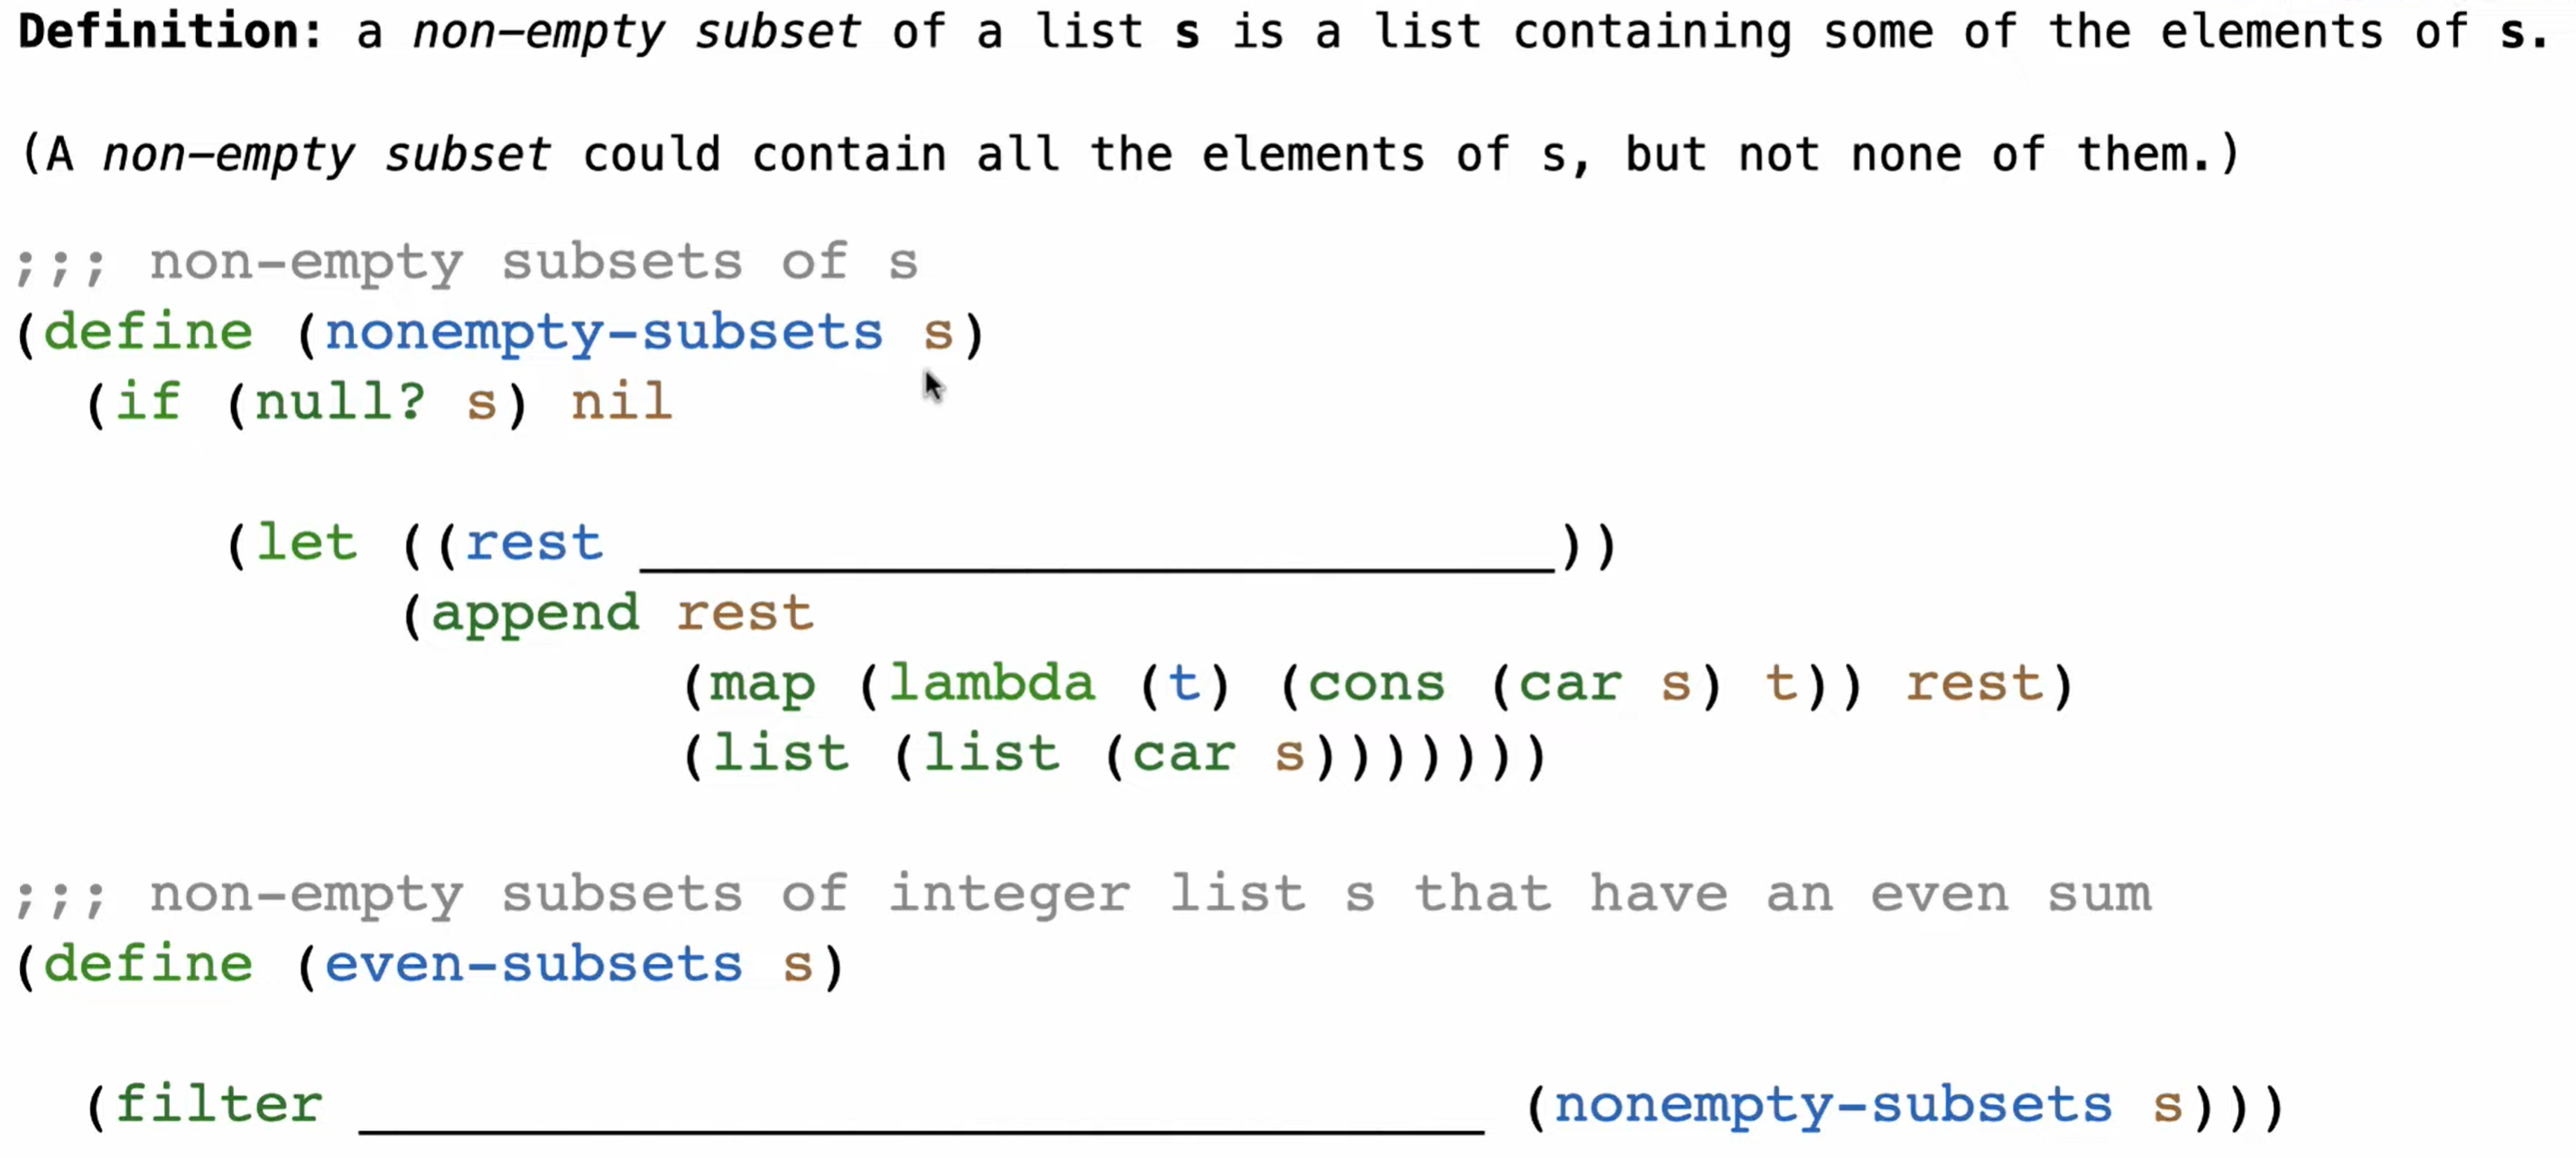 Definition: a non-empty subset of a list s is a list containing some of the elements of s.
(A non-empty subset could contain all the elements of s, but not none of them.)
;;; non-empty subsets of s
(define (nonempty-subsets s)
(if (null? s) nil
(let ((rest ____________________))
(append rest
(map (lambda (t) (cons (car s) t)) rest)
(list (list (car s)))))))
;;; non-empty subsets of integer list s that have an even sum
(define (even-subsets s)
(filter ____________________ (nonempty-subsets s)))